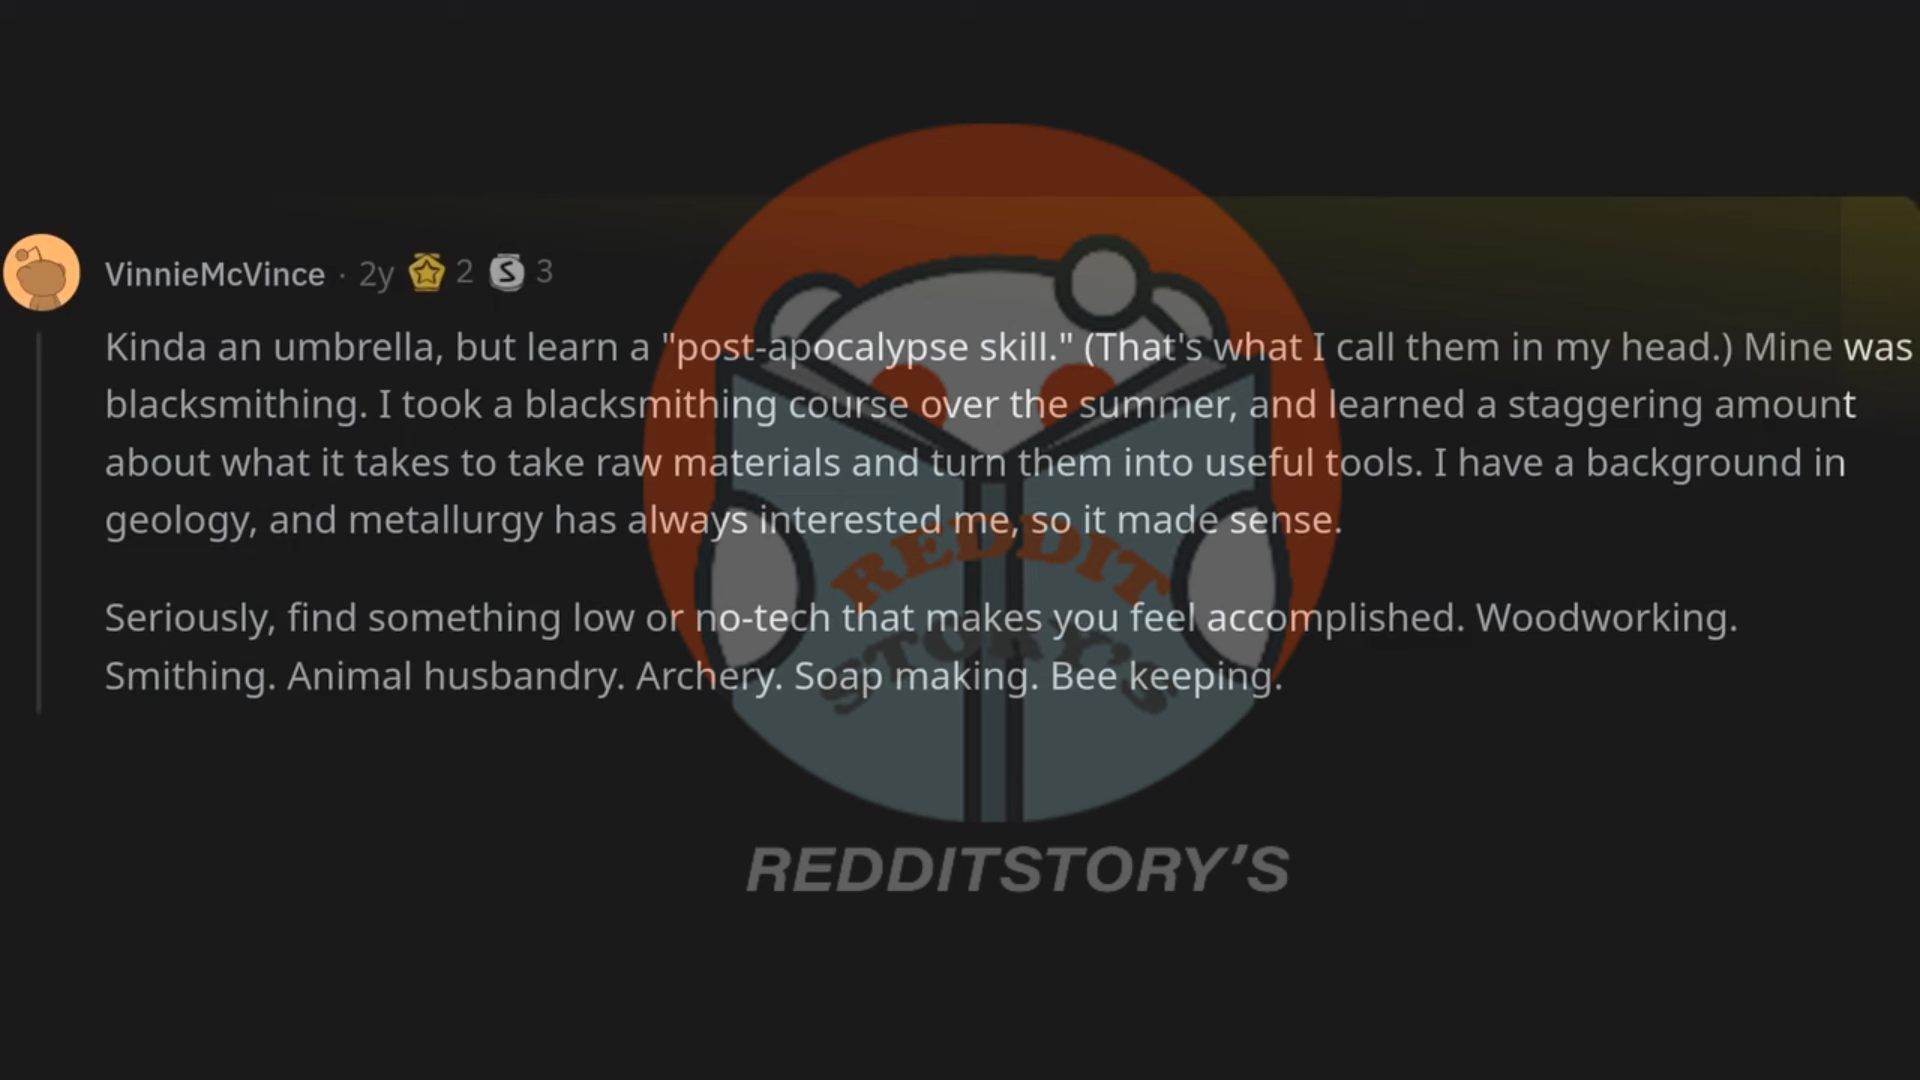 VinnieMcVince · 2y 2 S 3
Kinda an umbrella, but learn a "post-apocalypse skill." (That's what I call them in my head.) Mine was
blacksmithing. I took a blacksmithing course over the summer, and learned a staggering amount
about what it takes to take raw materials and turn them into useful tools. I have a background in
geology, and metallurgy has always interested me, so it made sense.
Seriously, find something low or no-tech that makes you feel accomplished. Woodworking.
Smithing. Animal husbandry. Archery. Soap making. Bee keeping.
REDDIT
STORY'S
REDDITSTORY'S